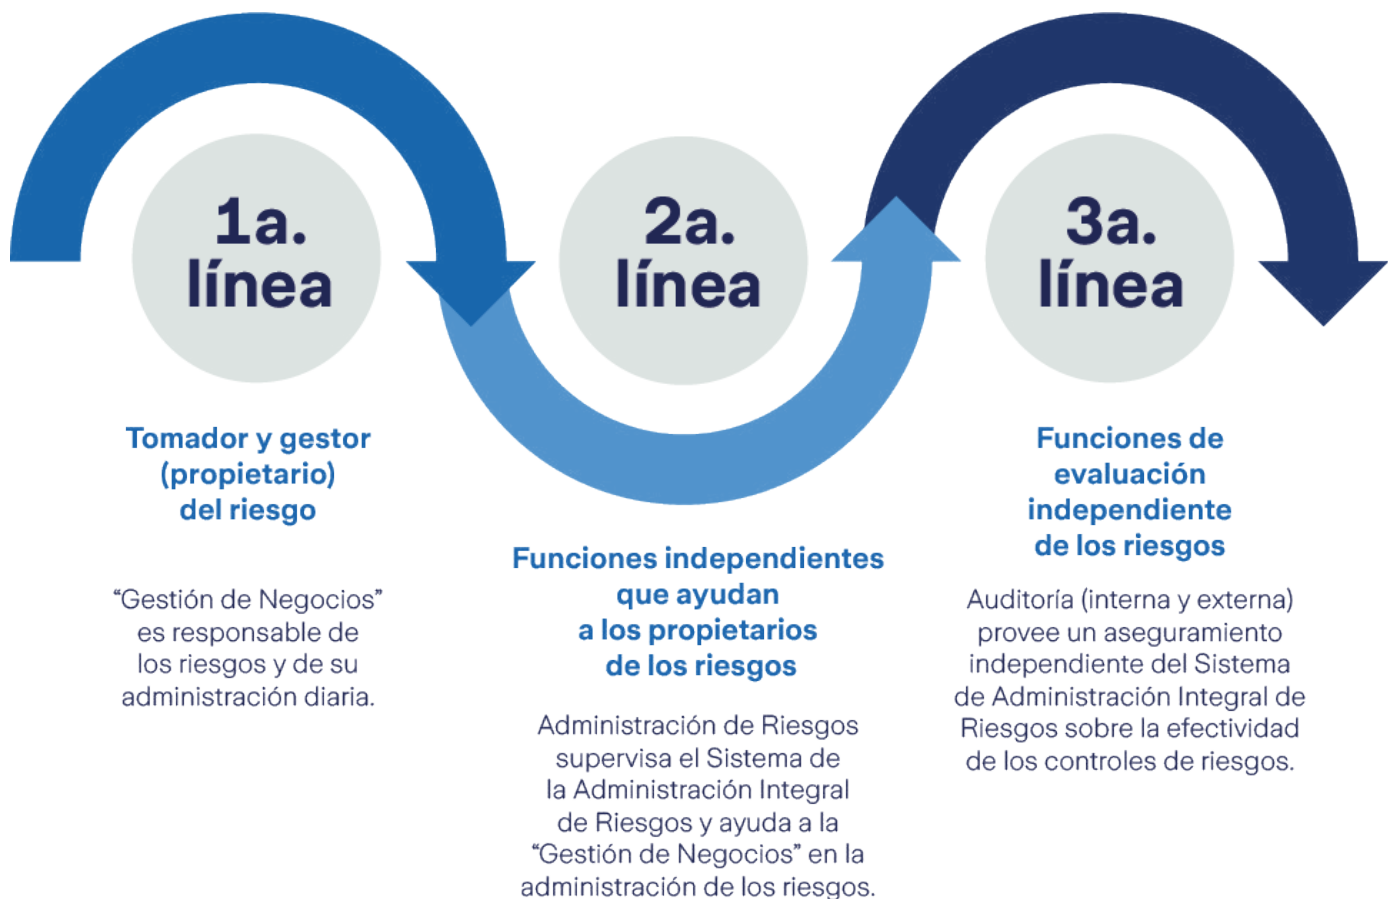 1a.
línea
Tomador y gestor
(propietario)
del riesgo
“Gestión de Negocios”
es responsable de
los riesgos y de su
administración diaria.
2a.
línea
Funciones independientes
que ayudan
a los propietarios
de los riesgos
Administración de Riesgos
supervisa el Sistema de
la Administración Integral
de Riesgos y ayuda a la
“Gestión de Negocios” en la
administración de los riesgos.
3a.
línea
Funciones de
evaluación
independiente
de los riesgos
Auditoría (interna y externa)
provee un aseguramiento
independiente del Sistema
de Administración Integral de
Riesgos sobre la efectividad
de los controles de riesgos.